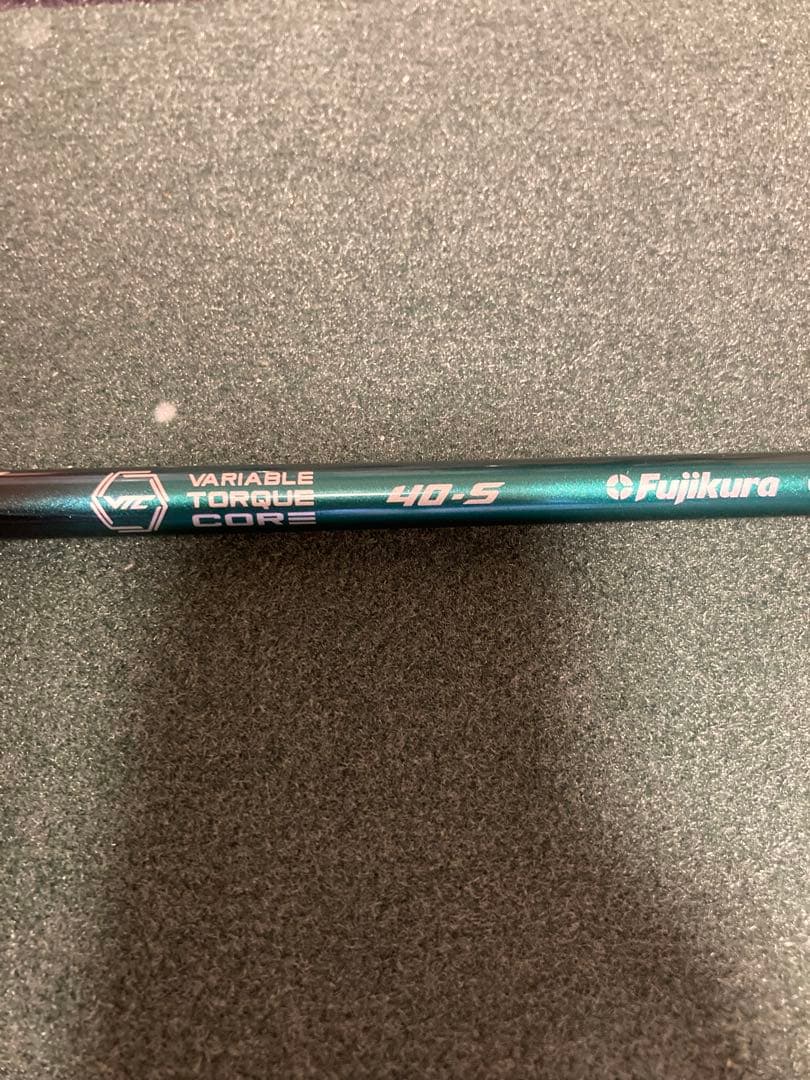 VTC
VARIABLE
TORQUE
CORE
40-S
Fujikura